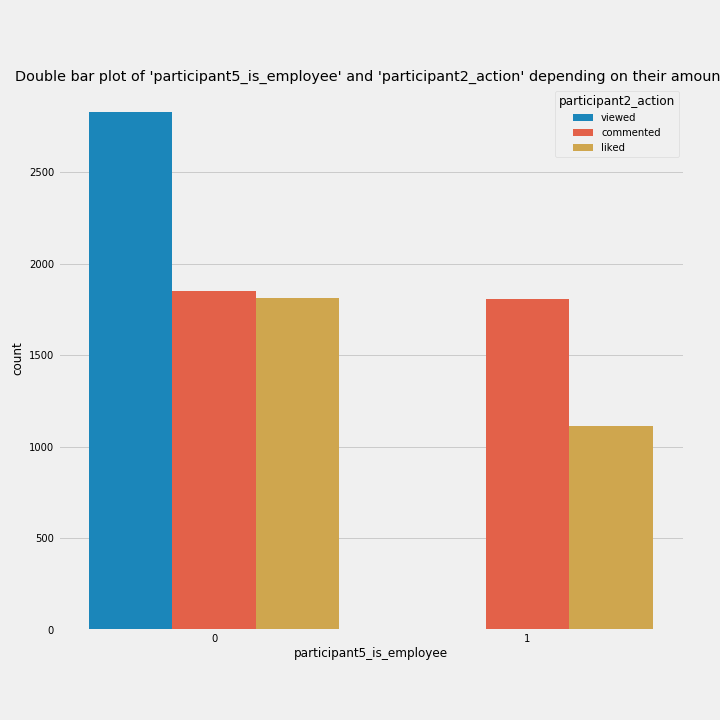 Double bar plot of 'participant5_is_employee' and 'participant2_action' depending on their amoun
participant2_action
viewed
commented
liked
2500
2000
1500
1000
500
0
count
0 1
participant5_is_employee